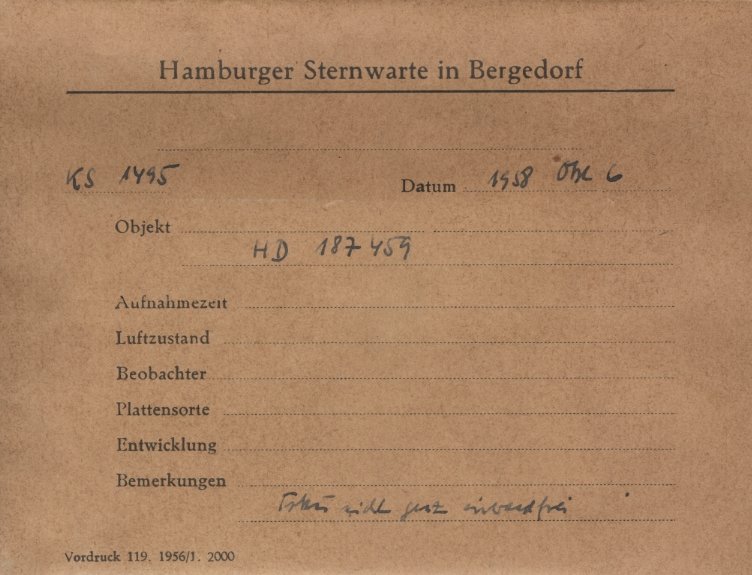 Hamburger Sternwarte in Bergedorf
KS 1495
Datum 1958 Okt 6
Objekt
HD 187459
Aufnahmezeit
Luftzustand
Beobachter
Plattensorte
Entwicklung
Bemerkungen
Fokus nicht ganz einwandfrei
Vordruck 119. 1956/1. 2000